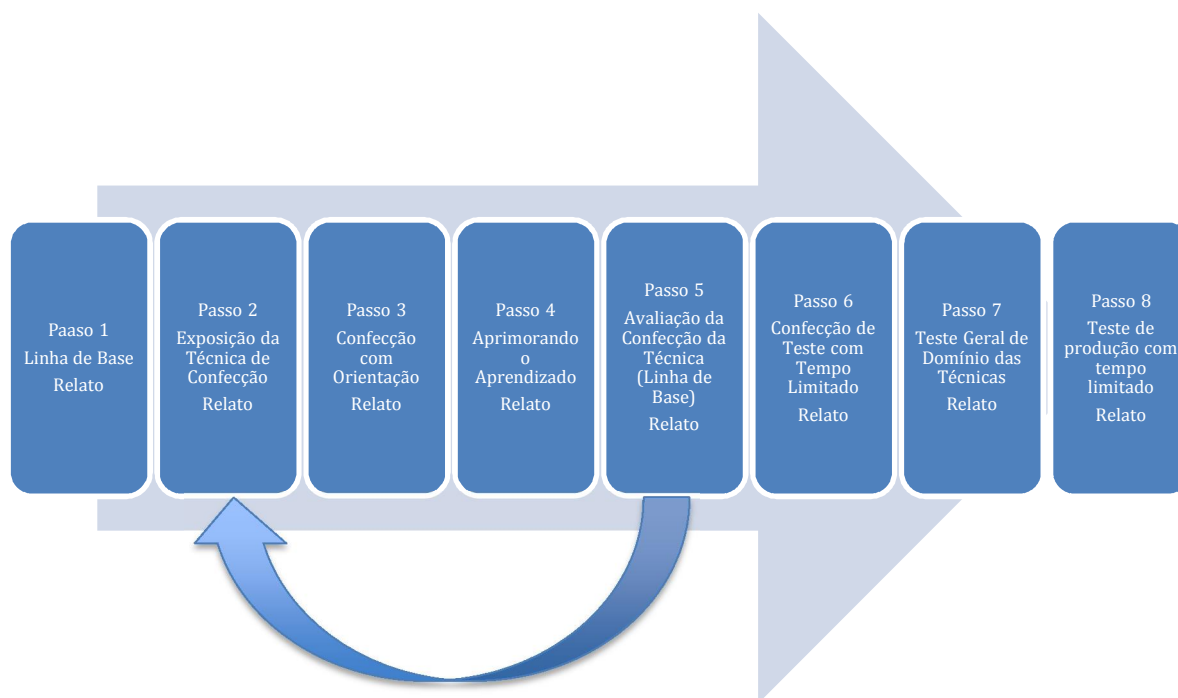 Paaso 1
Linha de Base
Relato
Passo 2
Exposição da
Técnica de
Confecção
Relato
Passo 3
Confecção
com
Orientação
Relato
Passo 4
Aprimorando
o
Aprendizado
Relato
Passo 5
Avaliação da
Confecção da
Técnica
(Linha de
Base)
Relato
Passo 6
Confecção de
Teste com
Tempo
Limitado
Relato
Passo 7
Teste Geral de
Domínio das
Técnicas
Relato
Passo 8
Teste de
produção com
tempo
limitado
Relato